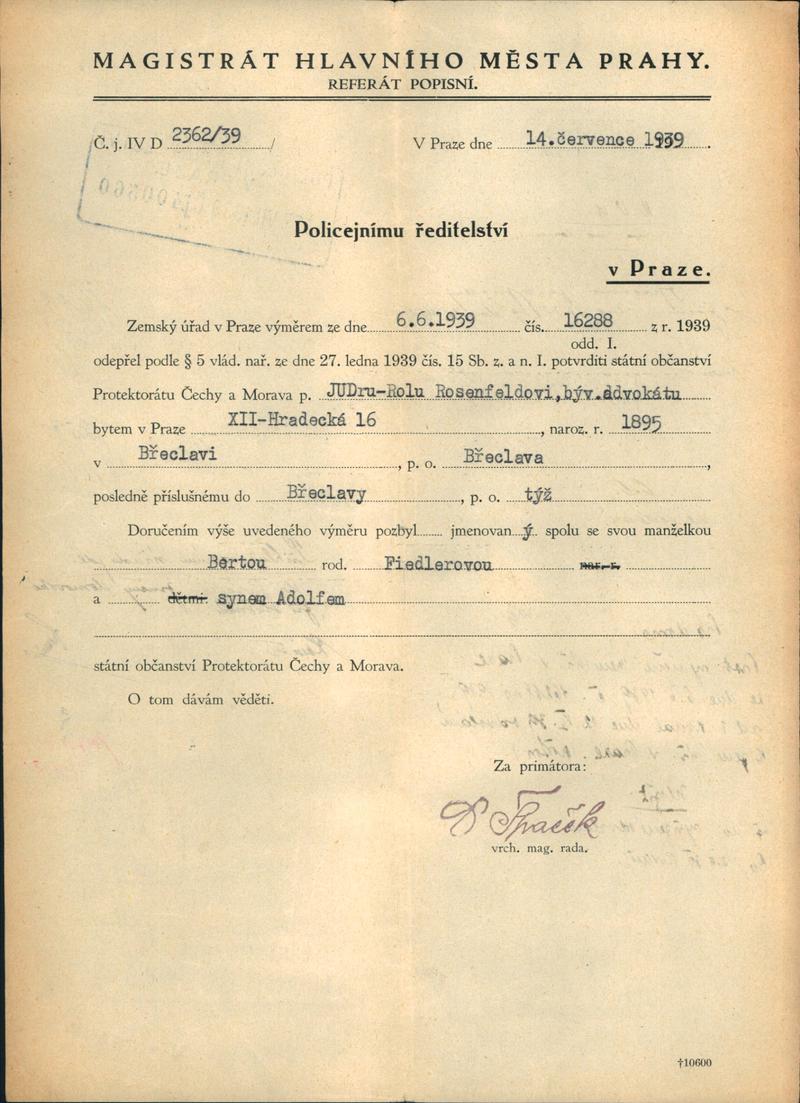 MAGISTRÁT HLAVNÍHO MĚSTA PRAHY.
REFERÁT POPISNÍ.
/Č. j. IV D 2362/39 /
V Praze dne 14.července 1939.
Policejnímu ředitelství
v Praze.
Zemský úřad v Praze výměrem ze dne 6.6.1939 čís. 16288 z r. 1939
odd. I.
odepřel podle § 5 vlád. nař. ze dne 27. ledna 1939 čís. 15 Sb. z. a n. I. potvrditi státní občanství
Protektorátu Čechy a Morava p. JUDru-Rolu Rosenfeldovi,býv.advokátu
bytem v Praze XII-Hradecká 16, naroz. r. 1895
v Břeclavi, p. o. Břeclava,
posledně příslušnému do Břeclavy, p. o. týž
Doručením výše uvedeného výměru pozbyl jmenovaný spolu se svou manželkou
Bertou rod. Fiedlerovou nar. r.
a dětmi synem Adolfem
státní občanství Protektorátu Čechy a Morava.
O tom dávám věděti.
Za primátora:
vrch. mag. rada.
†10600